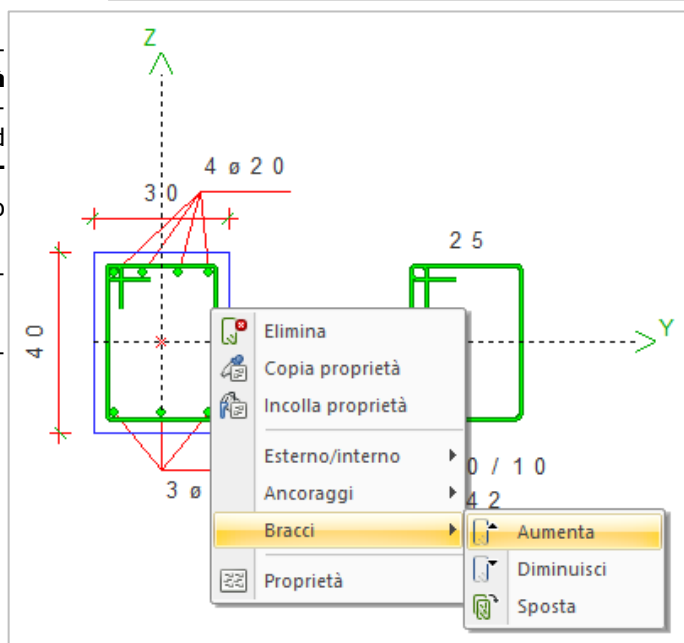 Z
4 ø 2 0
3 0
2 5
4 0
Y
Elimina
Copia proprietà
Incolla proprietà
Esterno/interno
0 / 1 0
3 ø
Ancoraggi
4 2
Bracci
Aumenta
Diminuisci
Proprietà
Sposta